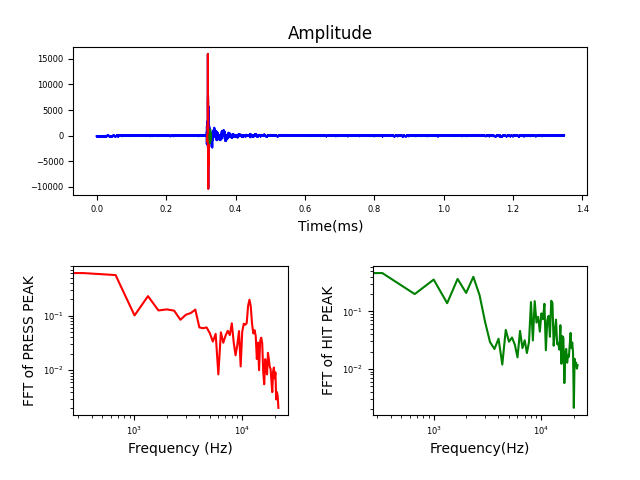 Amplitude
15000
10000
5000
0
−5000
−10000
0.0 0.2 0.4 0.6 0.8 1.0 1.2 1.4
Time(ms)
FFT of PRESS PEAK
10⁻¹
10⁻²
10³ 10⁴
Frequency (Hz)
FFT of HIT PEAK
10⁻¹
10⁻²
10³ 10⁴
Frequency(Hz)